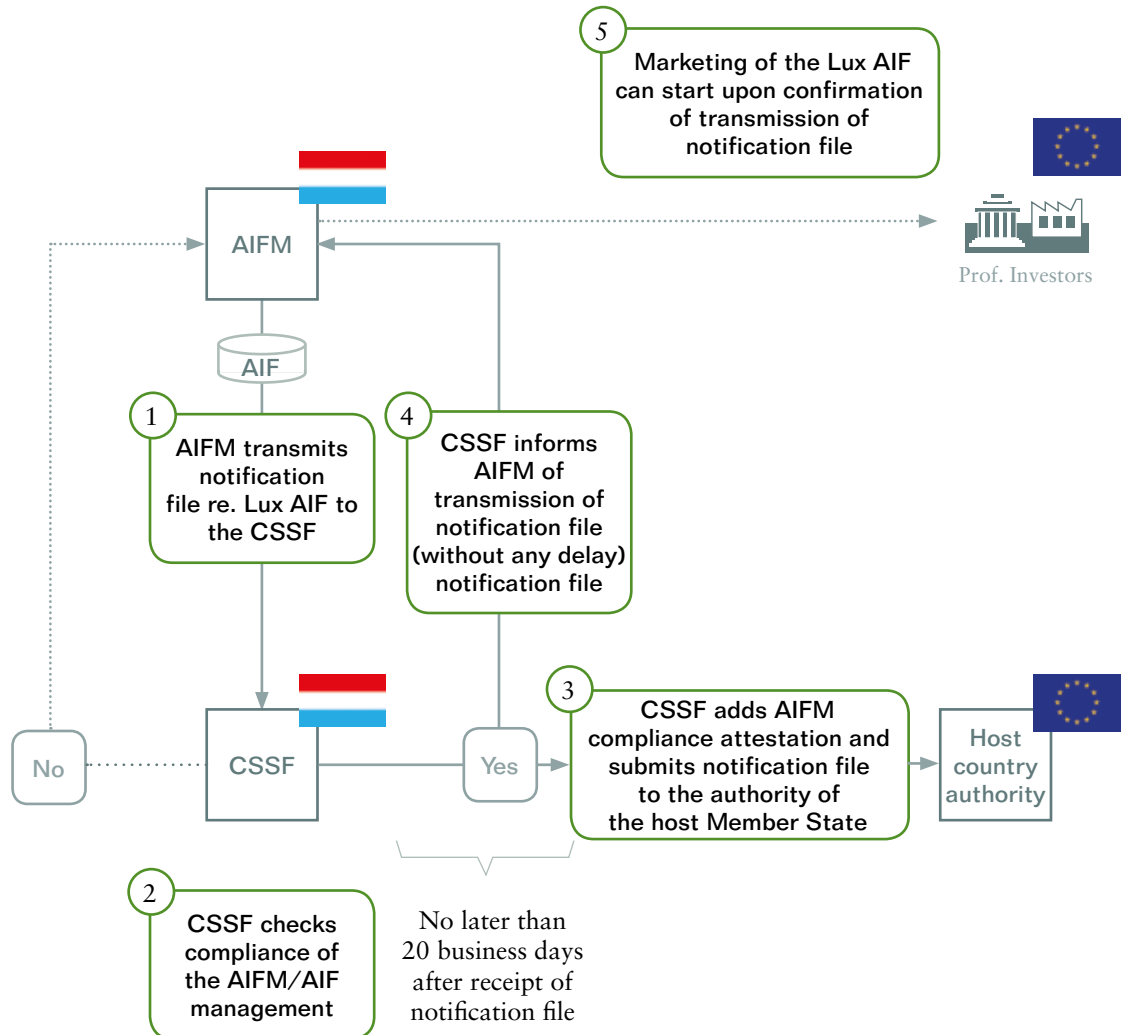 5
Marketing of the Lux AIF
can start upon confirmation
of transmission of
notification file
AIFM
Prof. Investors
AIF
1
AIFM transmits
notification
file re. Lux AIF to
the CSSF
4
CSSF informs
AIFM of
transmission of
notification file
(without any delay)
notification file
No
CSSF
Yes
3
CSSF adds AIFM
compliance attestation and
submits notification file
to the authority of
the host Member State
Host
country
authority
2
CSSF checks
compliance of
the AIFM/AIF
management
No later than
20 business days
after receipt of
notification file